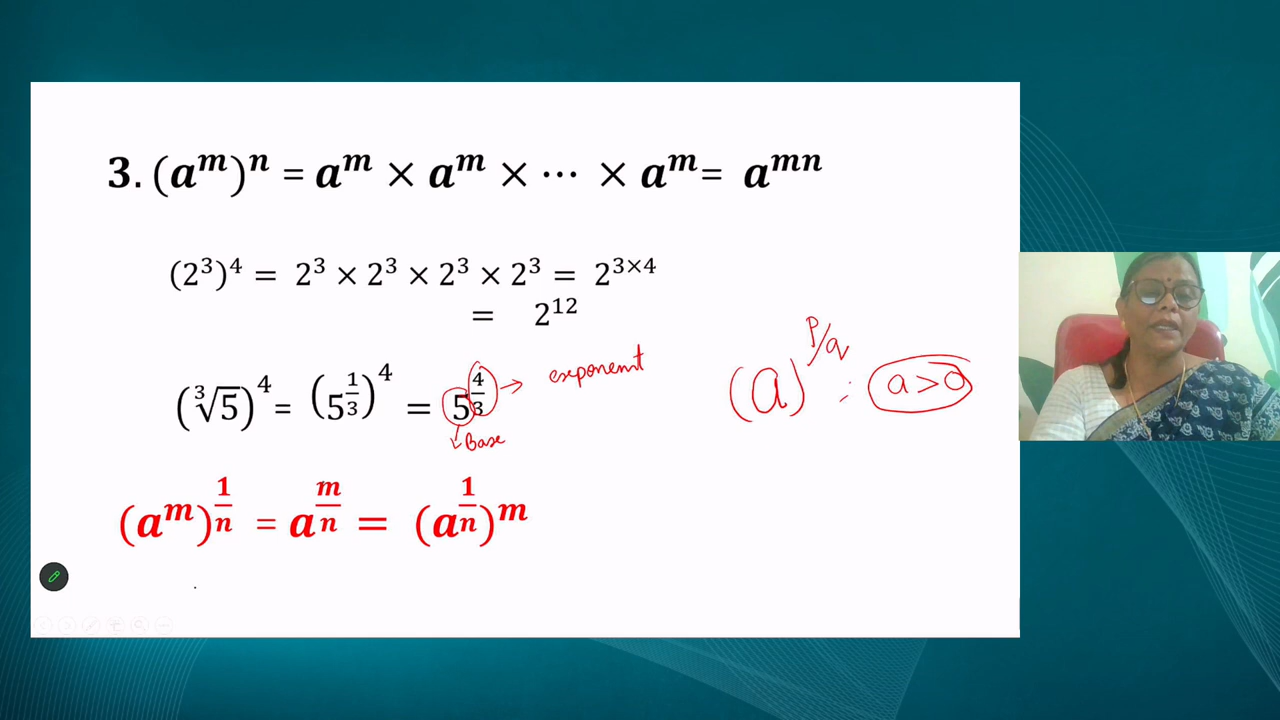 3. (a^m)^n = a^m × a^m × ⋯ × a^m = a^{mn}
(2^3)^4 = 2^3 × 2^3 × 2^3 × 2^3 = 2^{3×4}
= 2^{12}
(∛5)^4 = (5^{1/3})^4 = 5^{4/3} → exponent
Base
(a)^{p/q} : a>0
(a^m)^{1/n} = a^{m/n} = (a^{1/n})^m